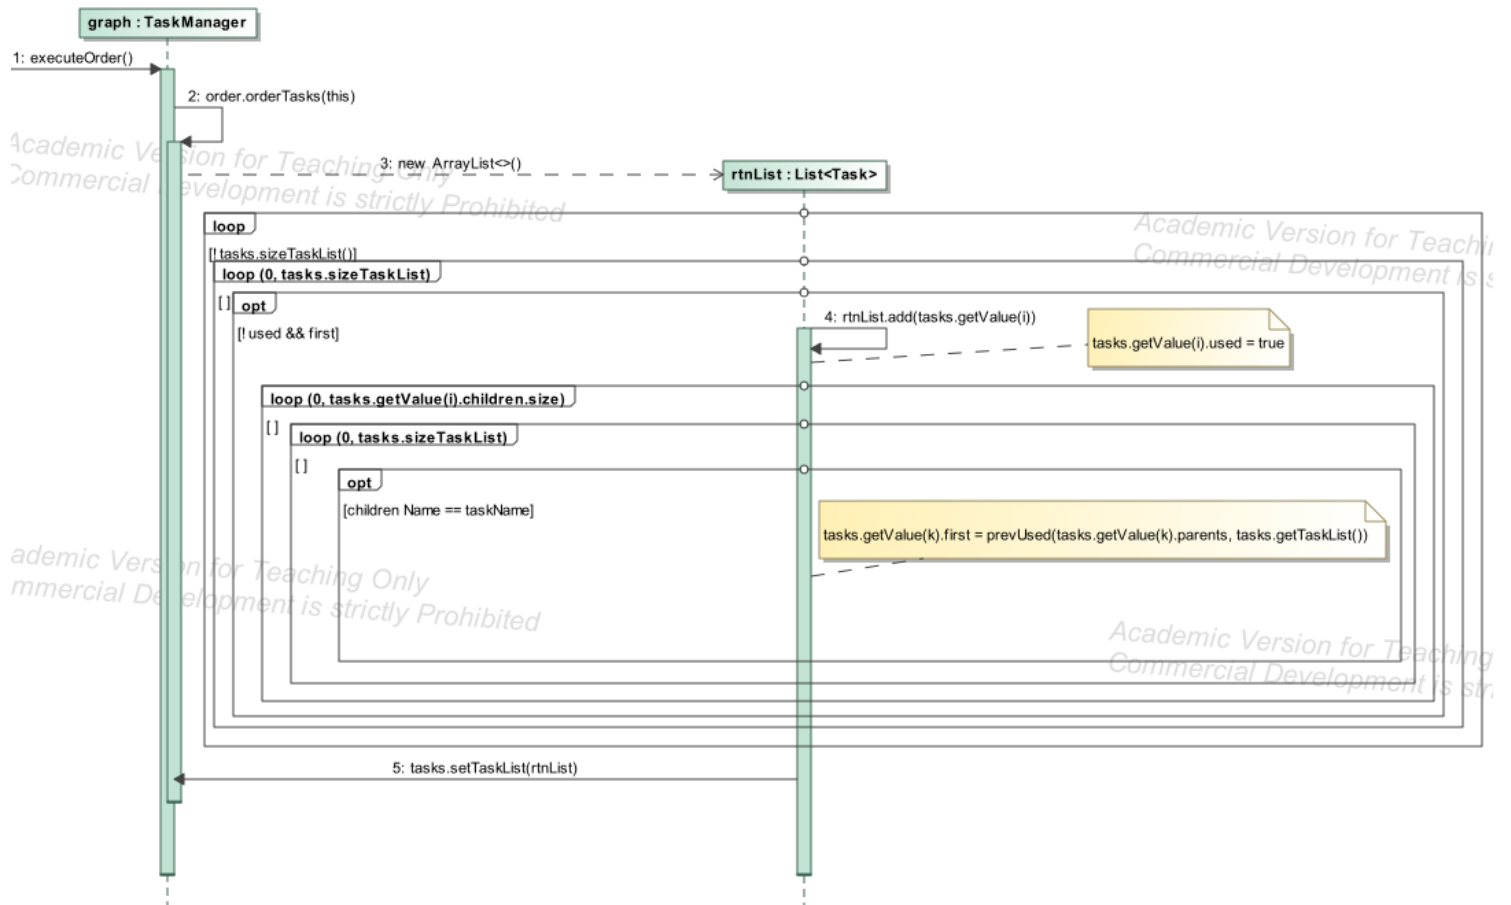 graph : TaskManager
1: executeOrder()
2: order.orderTasks(this)
Academic Version for Teaching Only
Commercial Development is strictly Prohibited
3: new ArrayList<>()
rtnList : List<Task>
loop
[! tasks.sizeTaskList()]
Academic Version for Teachi
Commercial Development is s
loop (0, tasks.sizeTaskList)
[ ]
opt
[! used && first]
4: rtnList.add(tasks.getValue(i))
tasks.getValue(i).used = true
loop (0, tasks.getValue(i).children.size)
[ ]
loop (0, tasks.sizeTaskList)
[ ]
opt
[children Name == taskName]
tasks.getValue(k).first = prevUsed(tasks.getValue(k).parents, tasks.getTaskList())
ademic Version for Teaching Only
mmercial Development is strictly Prohibited
Academic Version for Teaching
Commercial Development is stri
5: tasks.setTaskList(rtnList)